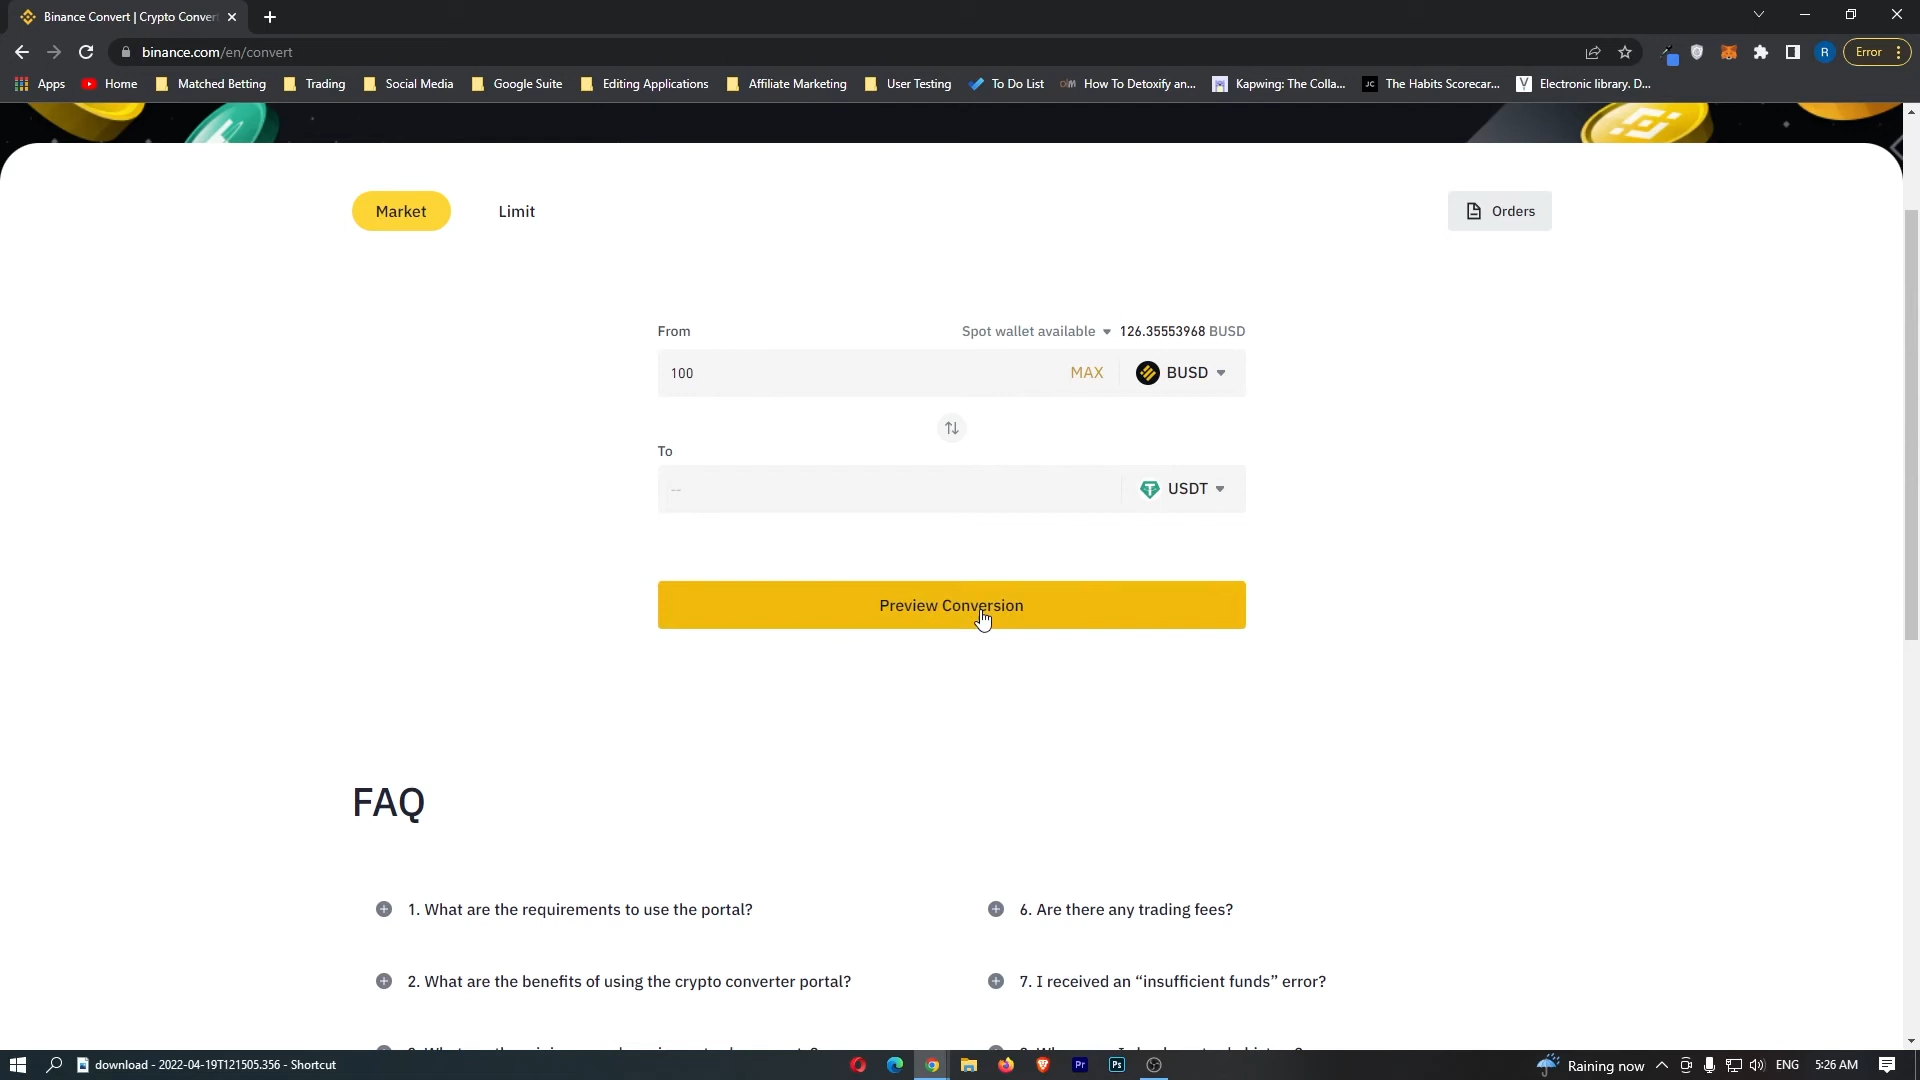 Binance Convert | Crypto Conver
binance.com/en/convert
R
Error
Apps Home Matched Betting Trading Social Media Google Suite Editing Applications Affiliate Marketing User Testing To Do List How To Detoxify an... Kapwing: The Colla... JC The Habits Scorecar... Electronic library. D...
Market Limit Orders
From Spot wallet available 126.35553968 BUSD
100 MAX BUSD
To
-- USDT
Preview Conversion
FAQ
1. What are the requirements to use the portal?
6. Are there any trading fees?
2. What are the benefits of using the crypto converter portal?
7. I received an “insufficient funds” error?
download - 2022-04-19T121505.356 - Shortcut
Pr
Ps
Raining now ENG 5:26 AM